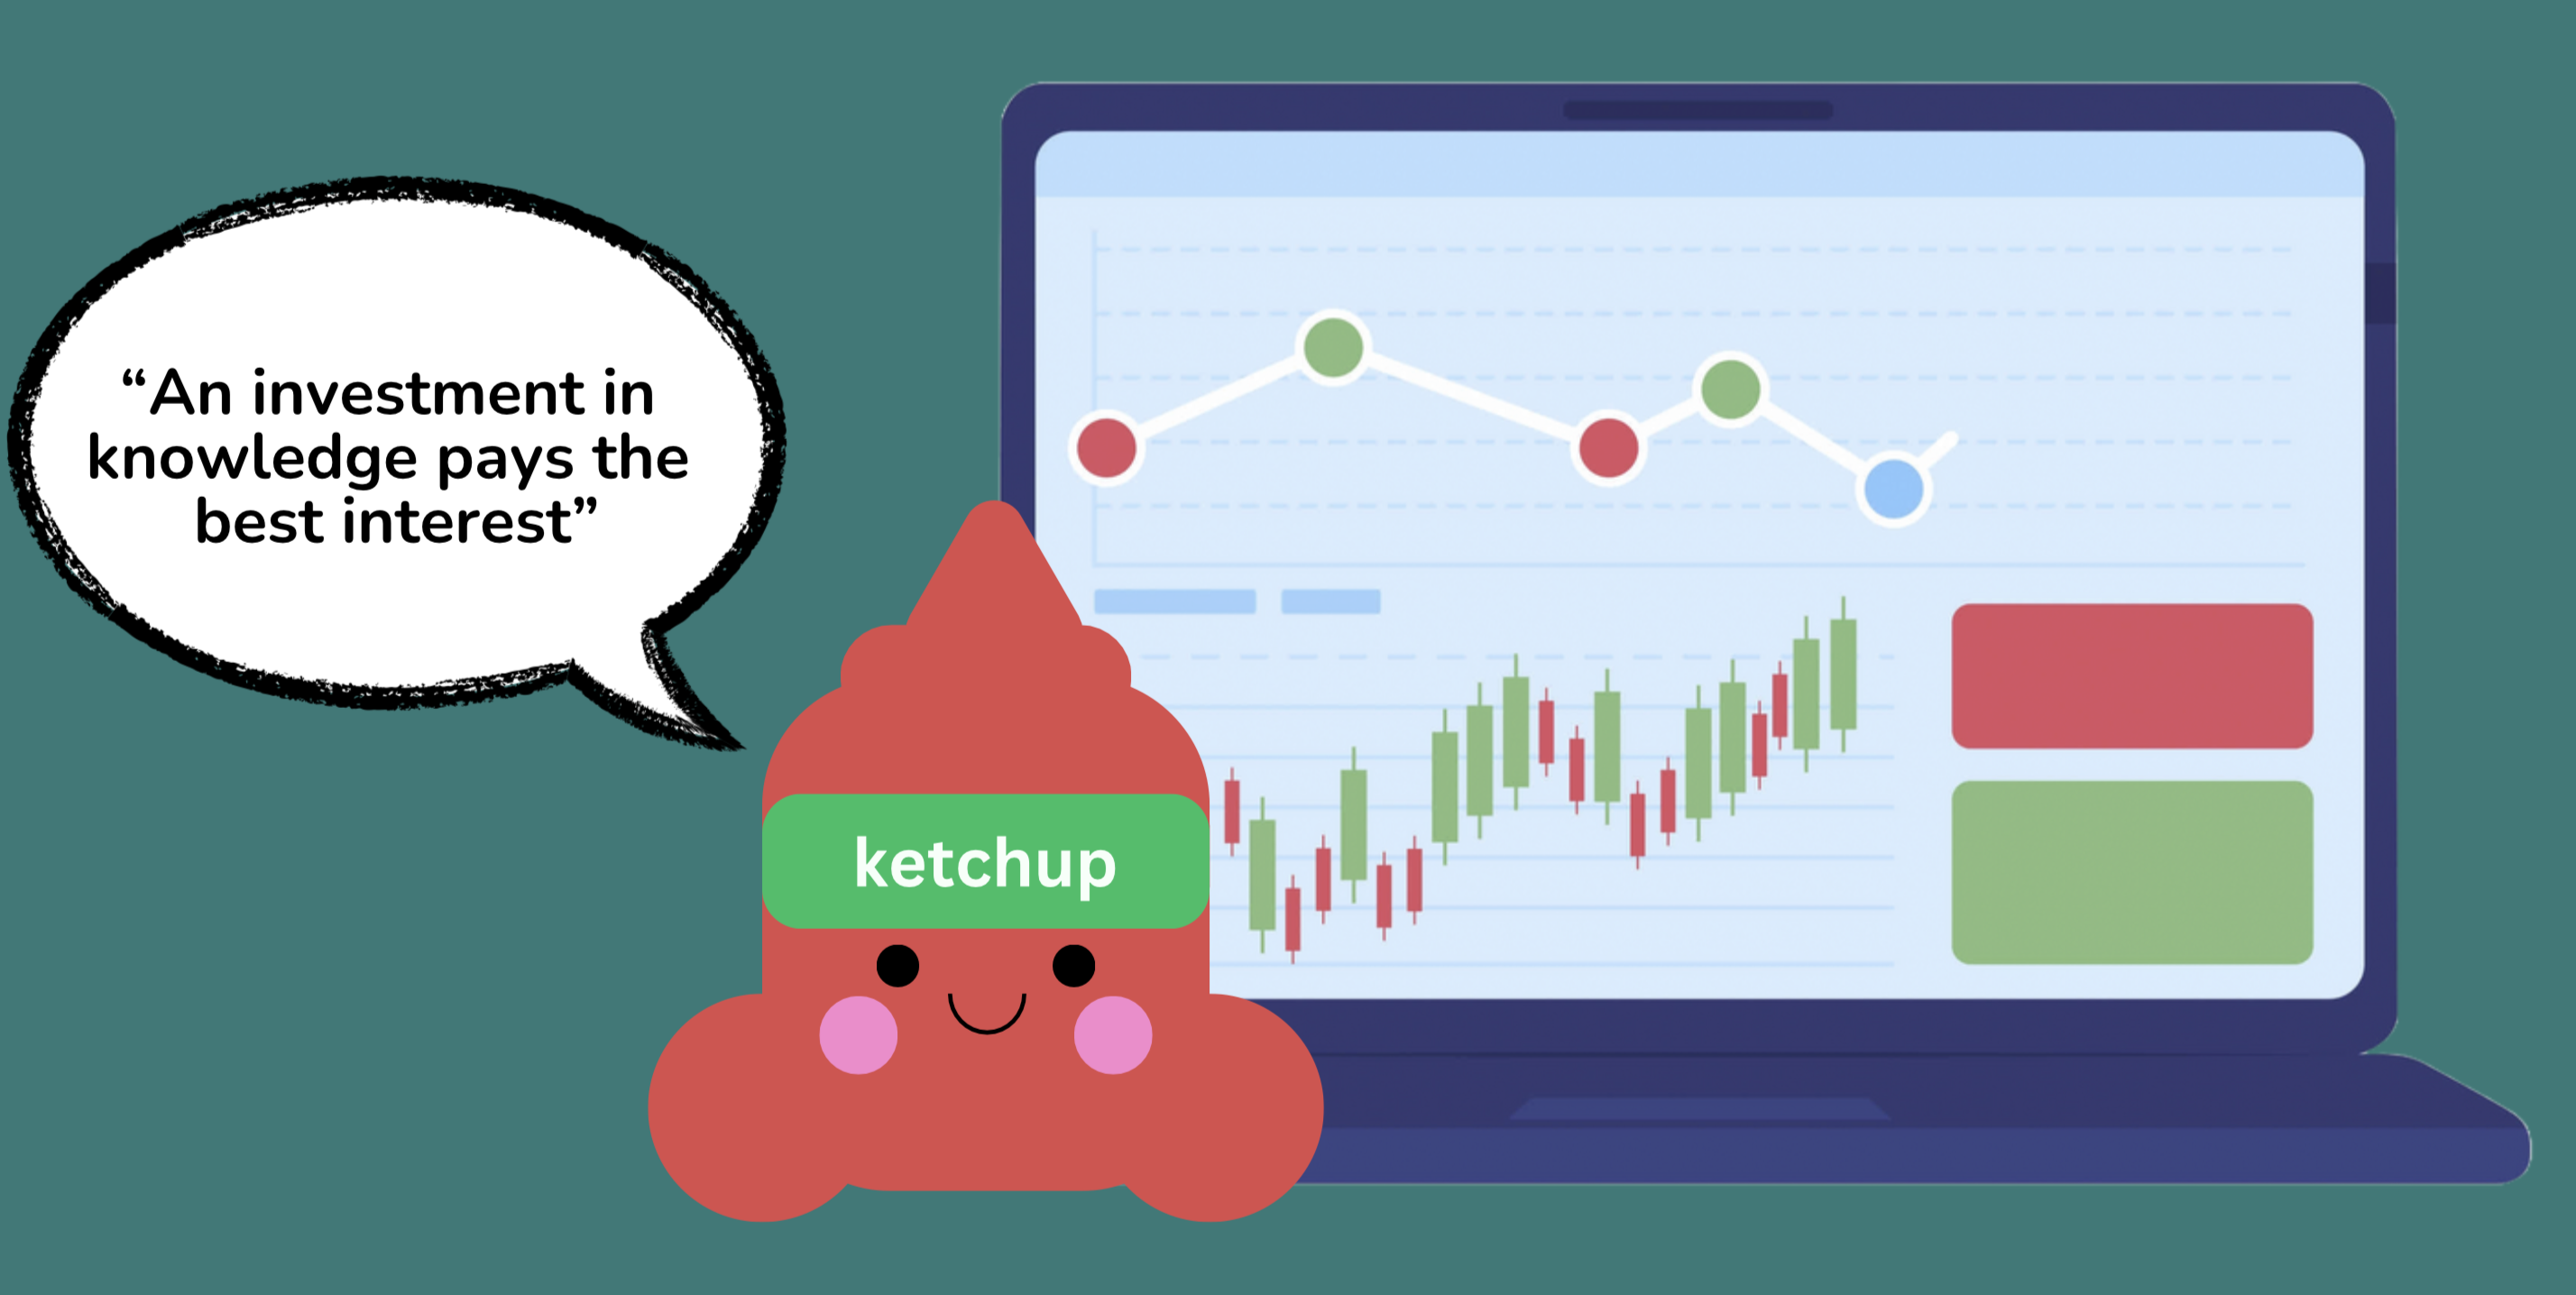 “An investment in
knowledge pays the
best interest”
ketchup